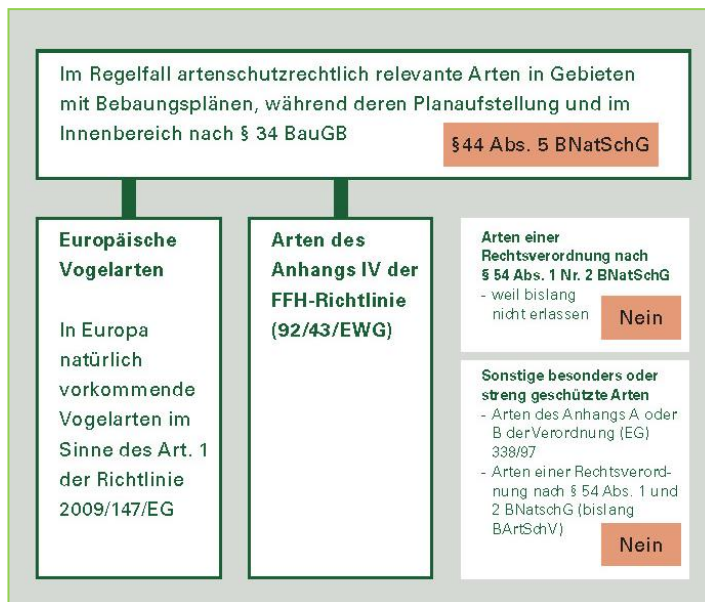 Im Regelfall artenschutzrechtlich relevante Arten in Gebieten
mit Bebaungsplänen, während deren Planaufstellung und im
Innenbereich nach § 34 BauGB
§44 Abs. 5 BNatSchG
Europäische
Vogelarten
In Europa
natürlich
vorkommende
Vogelarten im
Sinne des Art. 1
der Richtlinie
2009/147/EG
Arten des
Anhangs IV der
FFH-Richtlinie
(92/43/EWG)
Arten einer
Rechtsverordnung nach
§ 54 Abs. 1 Nr. 2 BNatSchG
- weil bislang
nicht erlassen
Nein
Sonstige besonders oder
streng geschützte Arten
- Arten des Anhangs A oder
B der Verordnung (EG)
338/97
- Arten einer Rechtsverord-
nung nach § 54 Abs. 1 und
2 BNatschG (bislang
BArtSchV)
Nein